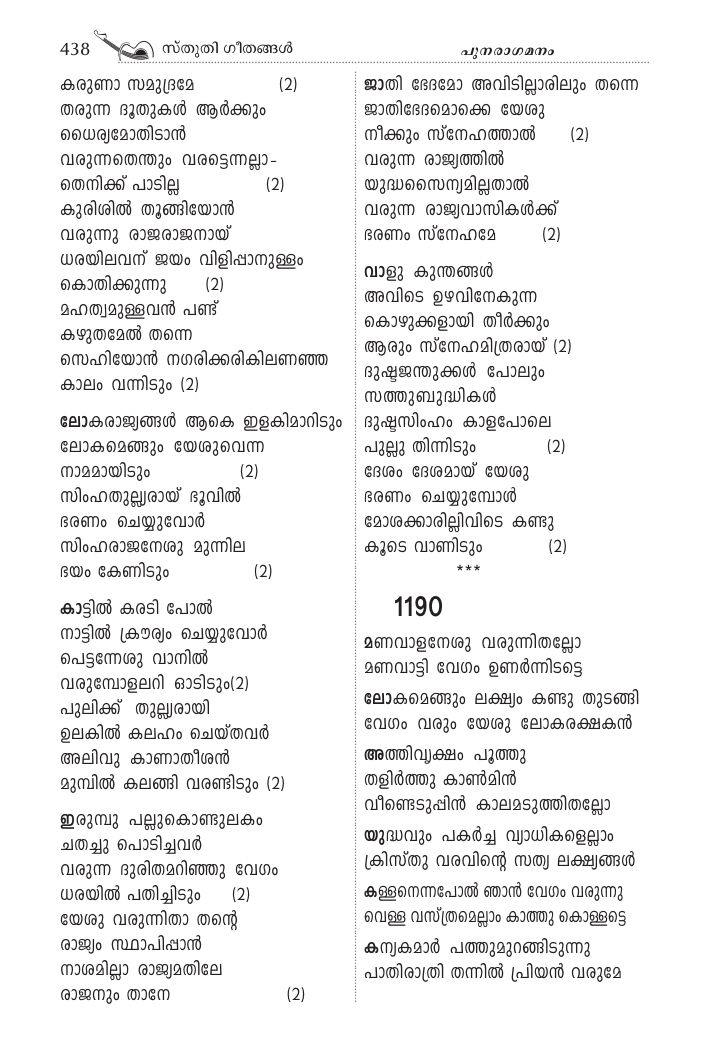 438 സ്തുതി ഗീതങ്ങൾ
പുനരാഗമനം
കരുണാ സമുദ്രമേ (2)
തരുന്ന ദൂതുകൾ ആർക്കും
ധൈര്യമോതിടാൻ
വരുന്നതെന്തും വരട്ടെന്നല്ലാ-
തെനിക്ക് പാടില്ല (2)
കുരിശിൽ തൂങ്ങിയോൻ
വരുന്നു രാജരാജനായ്
ധരയിലവന് ജയം വിളിപ്പാനുള്ളം
കൊതിക്കുന്നു (2)
മഹത്വമുള്ളവൻ പണ്ട്
കഴുതമേൽ തന്നെ
സെഹിയോൻ നഗരിക്കരികിലണഞ്ഞ
കാലം വന്നിടും (2)
ലോകരാജ്യങ്ങൾ ആകെ ഇളകിമാറിടും
ലോകമെങ്ങും യേശുവെന്ന
നാമമായിടും (2)
സിംഹതുല്ല്യരായ് ഭൂവിൽ
ഭരണം ചെയ്യുവോർ
സിംഹരാജനേശു മുന്നില
ഭയം കേണിടും (2)
കാട്ടിൽ കരടി പോൽ
നാട്ടിൽ ക്രൗര്യം ചെയ്യുവോർ
പെട്ടന്നേശു വാനിൽ
വരുമ്പോളലറി ഓടിടും(2)
പുലിക്ക് തുല്ല്യരായി
ഉലകിൽ കലഹം ചെയ്തവർ
അലിവു കാണാതീശൻ
മുമ്പിൽ കലങ്ങി വരണ്ടിടും (2)
ഇരുമ്പു പല്ലുകൊണ്ടുലകം
ചതച്ചു പൊടിച്ചവർ
വരുന്ന ദുരിതമറിഞ്ഞു വേഗം
ധരയിൽ പതിച്ചിടും (2)
യേശു വരുന്നിതാ തന്റെ
രാജ്യം സ്ഥാപിപ്പാൻ
നാശമില്ലാ രാജ്യമതിലേ
രാജനും താനേ (2)
ജാതി ഭേദമോ അവിടില്ലാരിലും തന്നെ
ജാതിഭേദമൊക്കെ യേശു
നീക്കും സ്നേഹത്താൽ (2)
വരുന്ന രാജ്യത്തിൽ
യുദ്ധസൈന്യമില്ലതാൽ
വരുന്ന രാജ്യവാസികൾക്ക്
ഭരണം സ്നേഹമേ (2)
വാളു കുന്തങ്ങൾ
അവിടെ ഉഴവിനേകുന്ന
കൊഴുക്കളായി തീർക്കും
ആരും സ്നേഹമിത്രരായ് (2)
ദുഷ്ടജന്തുക്കൾ പോലും
സത്തുബുദ്ധികൾ
ദുഷ്ടസിംഹം കാളപോലെ
പുല്ലു തിന്നിടും (2)
ദേശം ദേശമായ് യേശു
ഭരണം ചെയ്യുമ്പോൾ
മോശക്കാരില്ലിവിടെ കണ്ടു
കൂടെ വാണിടും (2)
***
1190
മണവാളനേശു വരുന്നിതല്ലോ
മണവാട്ടി വേഗം ഉണർന്നിടട്ടെ
ലോകമെങ്ങും ലക്ഷ്യം കണ്ടു തുടങ്ങി
വേഗം വരും യേശു ലോകരക്ഷകൻ
അത്തിവൃക്ഷം പൂത്തു
തളിർത്തു കാൺമിൻ
വീണ്ടെടുപ്പിൻ കാലമടുത്തിതല്ലോ
യുദ്ധവും പകർച്ച വ്യാധികളെല്ലാം
ക്രിസ്തു വരവിന്റെ സത്യ ലക്ഷ്യങ്ങൾ
കള്ളനെന്നപോൽ ഞാൻ വേഗം വരുന്നു
വെള്ള വസ്ത്രമെല്ലാം കാത്തു കൊള്ളട്ടെ
കന്യകമാർ പത്തുമുറങ്ങിടുന്നു
പാതിരാത്രി തന്നിൽ പ്രിയൻ വരുമേ